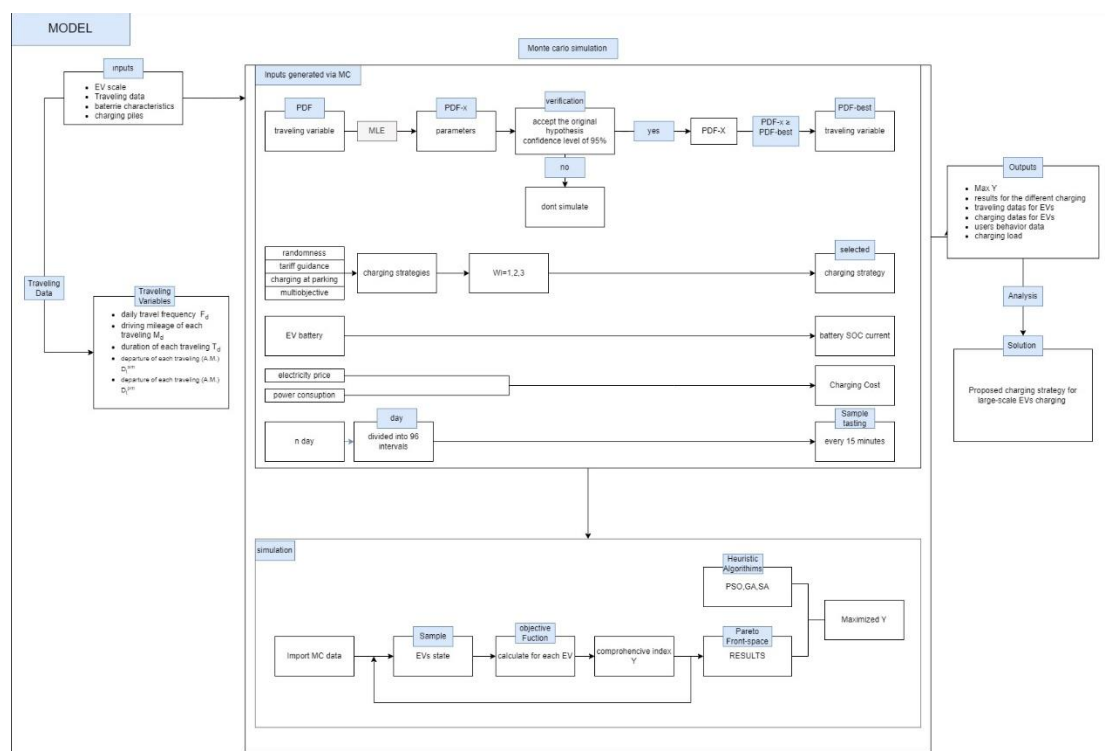 MODEL
Monte carlo simulation
inputs
EV scale
Traveling data
baterrie characteristics
charging piles
Inputs generated via MC
PDF
traveling variable
MLE
PDF-x
parameters
verification
accept the original
hypothesis
confidence level of 95%
yes
PDF-X
PDF-x ≥
PDF-best
PDF-best
traveling variable
no
dont simulate
randomness
tariff guidance
charging at parking
multiobjective
charging strategies
Wi=1,2,3
selected
charging strategy
EV battery
battery SOC current
electricity price
power consuption
Charging Cost
n day
day
divided into 96
intervals
Sample
tasting
every 15 minutes
Traveling
Data
Traveling
Variables
daily travel frequency F_d
driving mileage of each
traveling M_d
duration of each traveling T_d
departure of each traveling (A.M.)
departure of each traveling (A.M.)
Outputs
Max Y
results for the different charging
traveling datas for EVs
charging datas for EVs
users behavior data
charging load
Analysis
Solution
Proposed charging strategy for
large-scale EVs charging
simulation
Import MC data
Sample
EVs state
objective
Fuction
calculate for each EV
comprohencive index
Y
Heuristic
Algorithims
PSO,GA,SA
Pareto
Front-space
RESULTS
Maximized Y